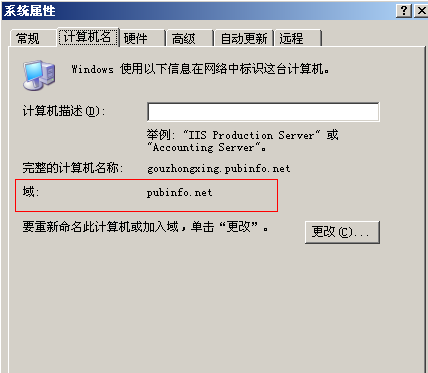 系统属性
常规 计算机名 硬件 高级 自动更新 远程
Windows 使用以下信息在网络中标识这台计算机。
计算机描述(D):
举例: "IIS Production Server" 或
"Accounting Server"。
完整的计算机名称: gouzhongxing.pubinfo.net
域: pubinfo.net
要重新命名此计算机或加入域，单击“更改”。
更改(C)...